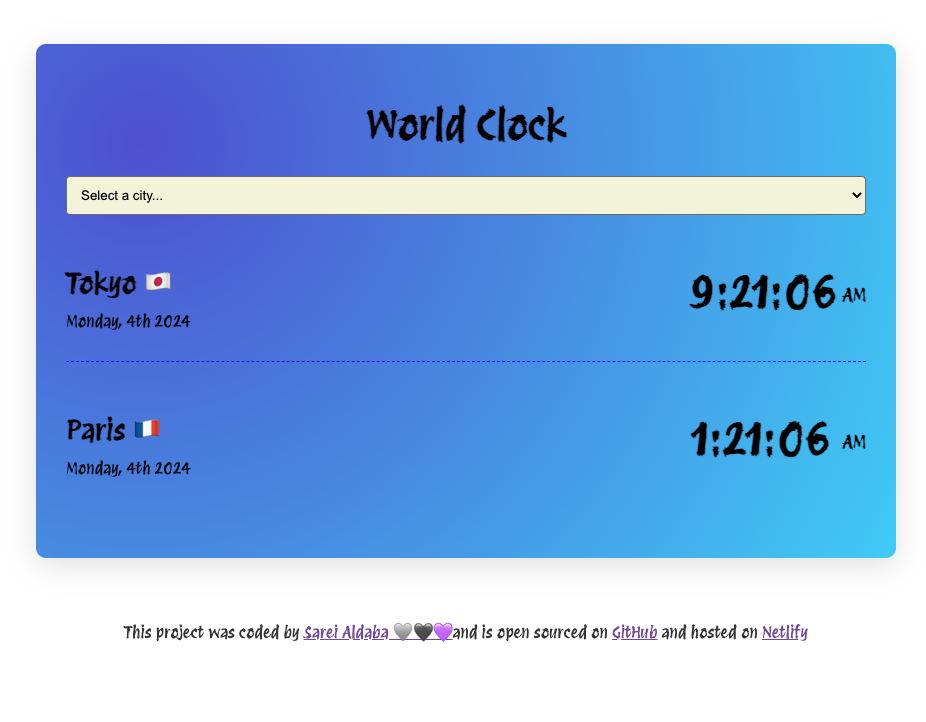 World Clock
Select a city...
Tokyo 🇯🇵
9:21:06 AM
Monday, 4th 2024
Paris 🇫🇷
1:21:06 AM
Monday, 4th 2024
This project was coded by Sarei Aldaba 🩶🖤💜and is open sourced on GitHub and hosted on Netlify